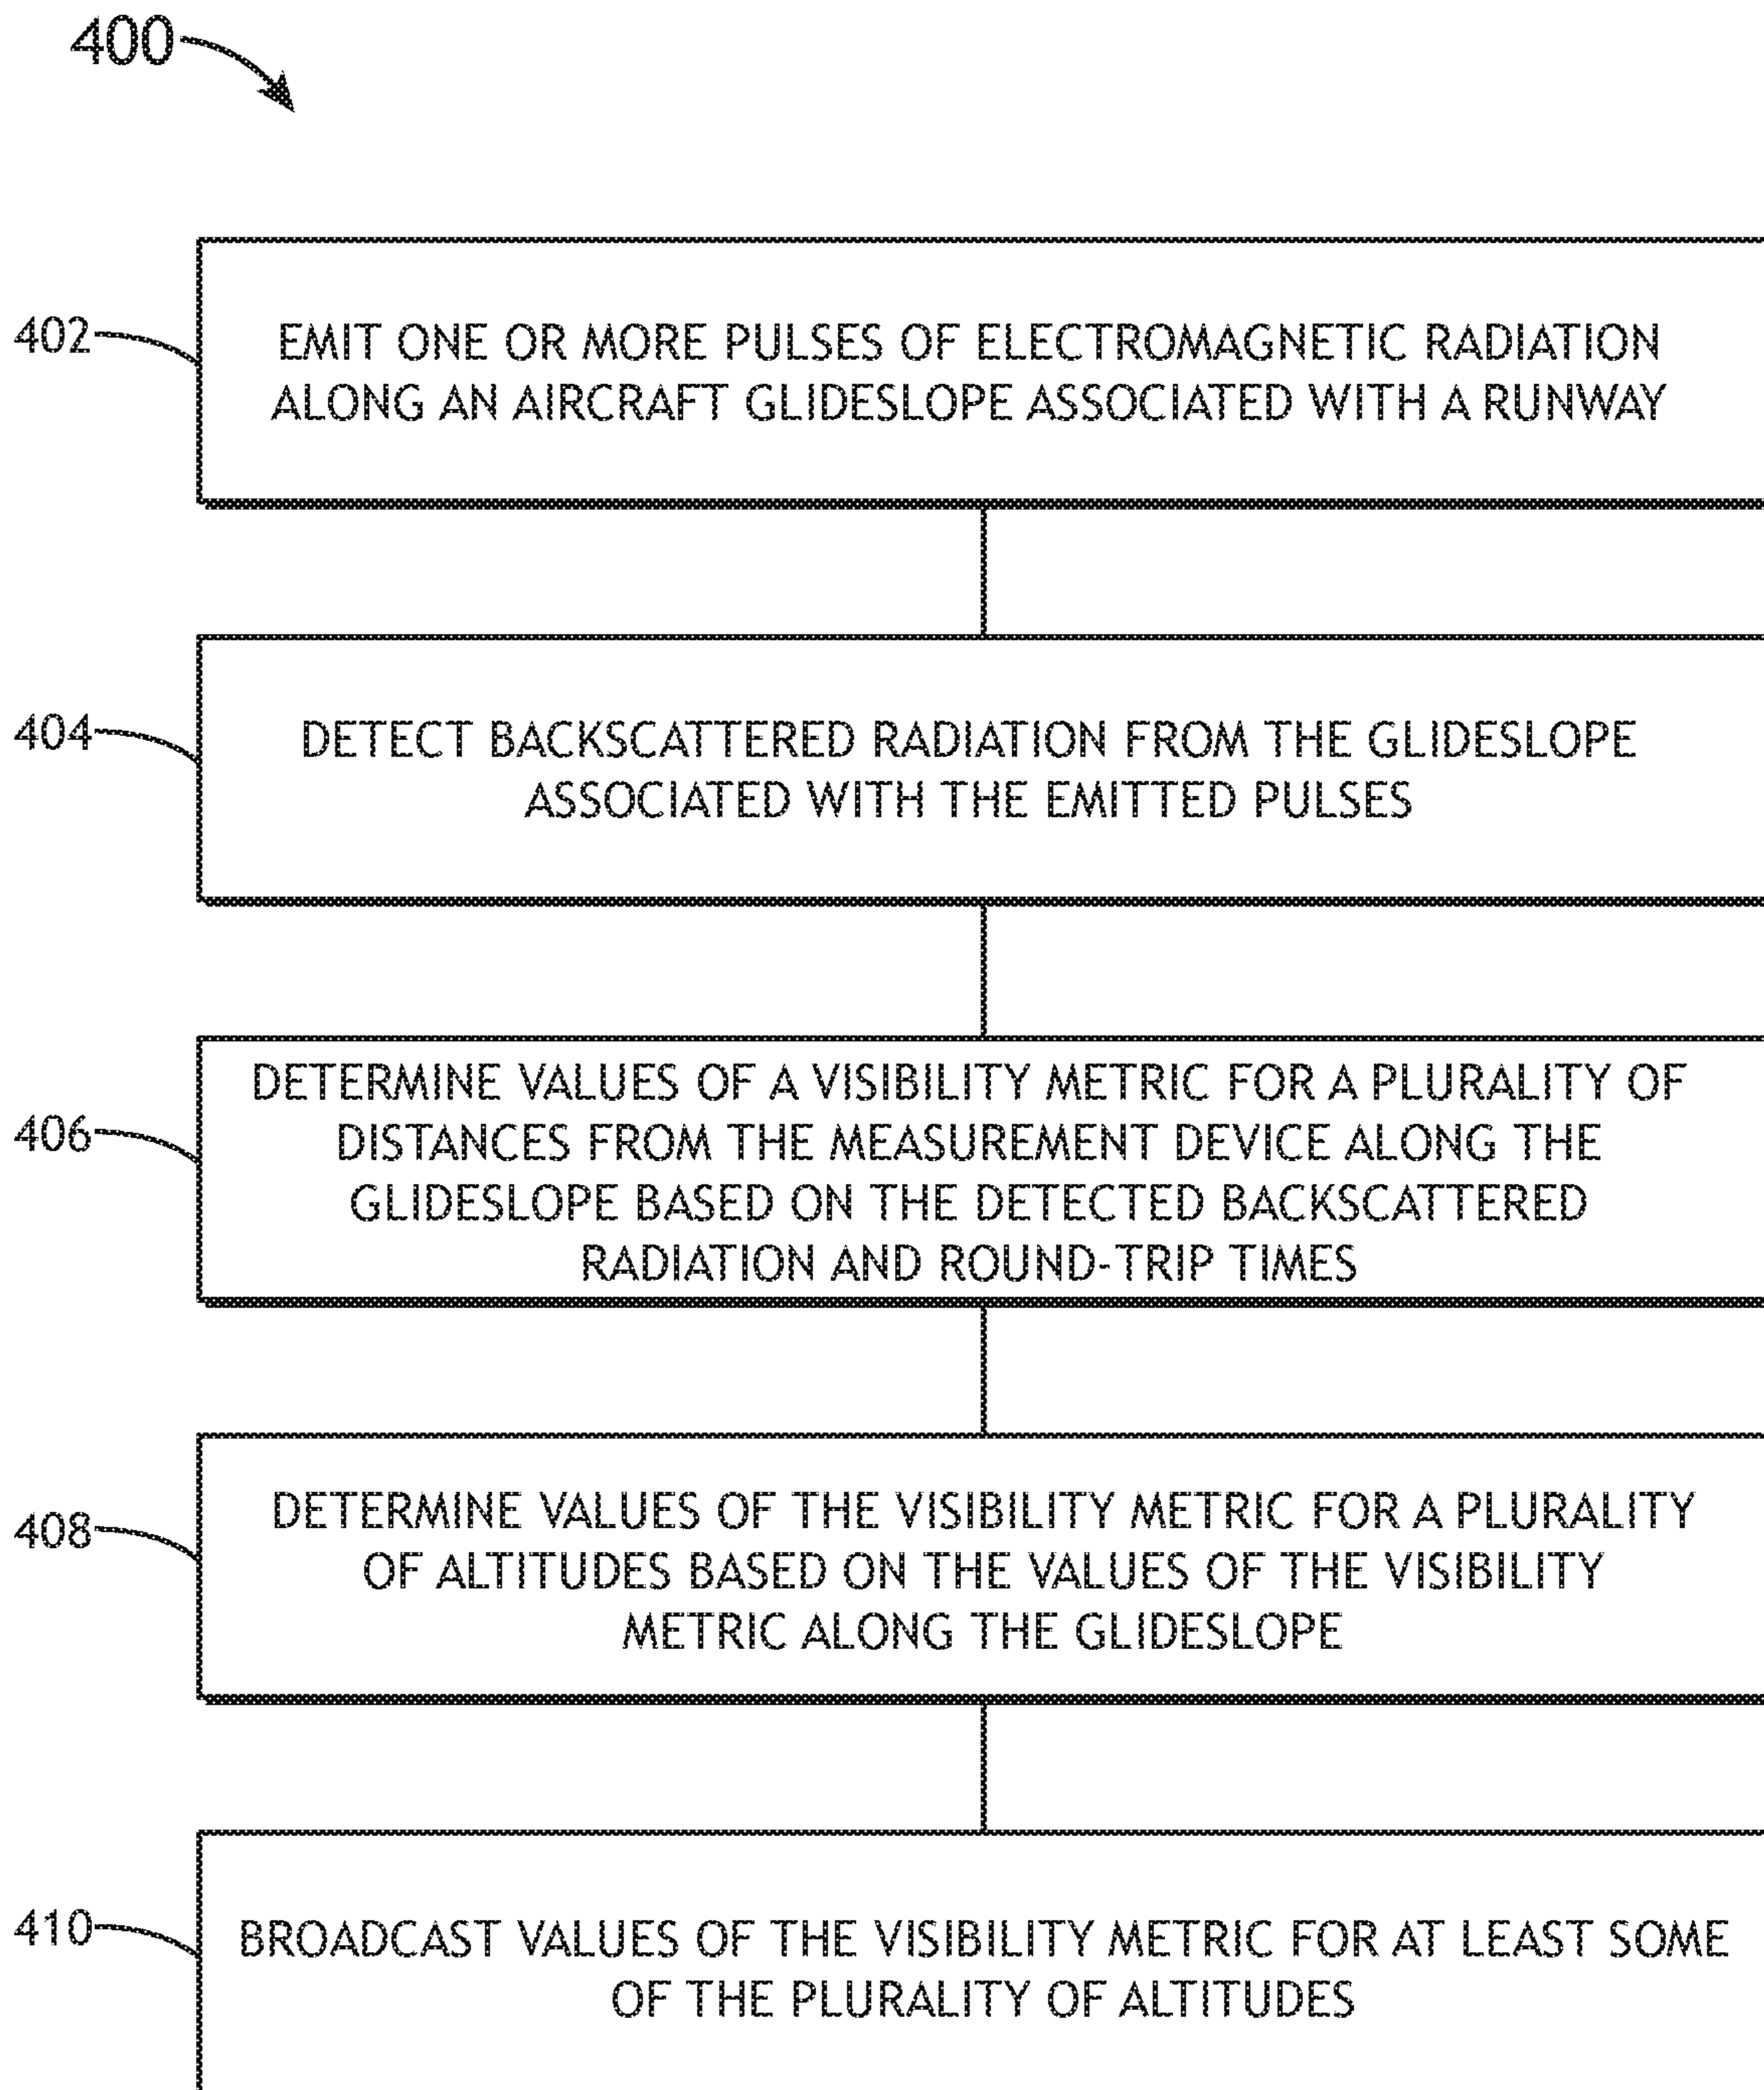 400
402
EMIT ONE OR MORE PULSES OF ELECTROMAGNETIC RADIATION
ALONG AN AIRCRAFT GLIDESLOPE ASSOCIATED WITH A RUNWAY
404
DETECT BACKSCATTERED RADIATION FROM THE GLIDESLOPE
ASSOCIATED WITH THE EMITTED PULSES
406
DETERMINE VALUES OF A VISIBILITY METRIC FOR A PLURALITY OF
DISTANCES FROM THE MEASUREMENT DEVICE ALONG THE
GLIDESLOPE BASED ON THE DETECTED BACKSCATTERED
RADIATION AND ROUND-TRIP TIMES
408
DETERMINE VALUES OF THE VISIBILITY METRIC FOR A PLURALITY
OF ALTITUDES BASED ON THE VALUES OF THE VISIBILITY
METRIC ALONG THE GLIDESLOPE
410
BROADCAST VALUES OF THE VISIBILITY METRIC FOR AT LEAST SOME
OF THE PLURALITY OF ALTITUDES